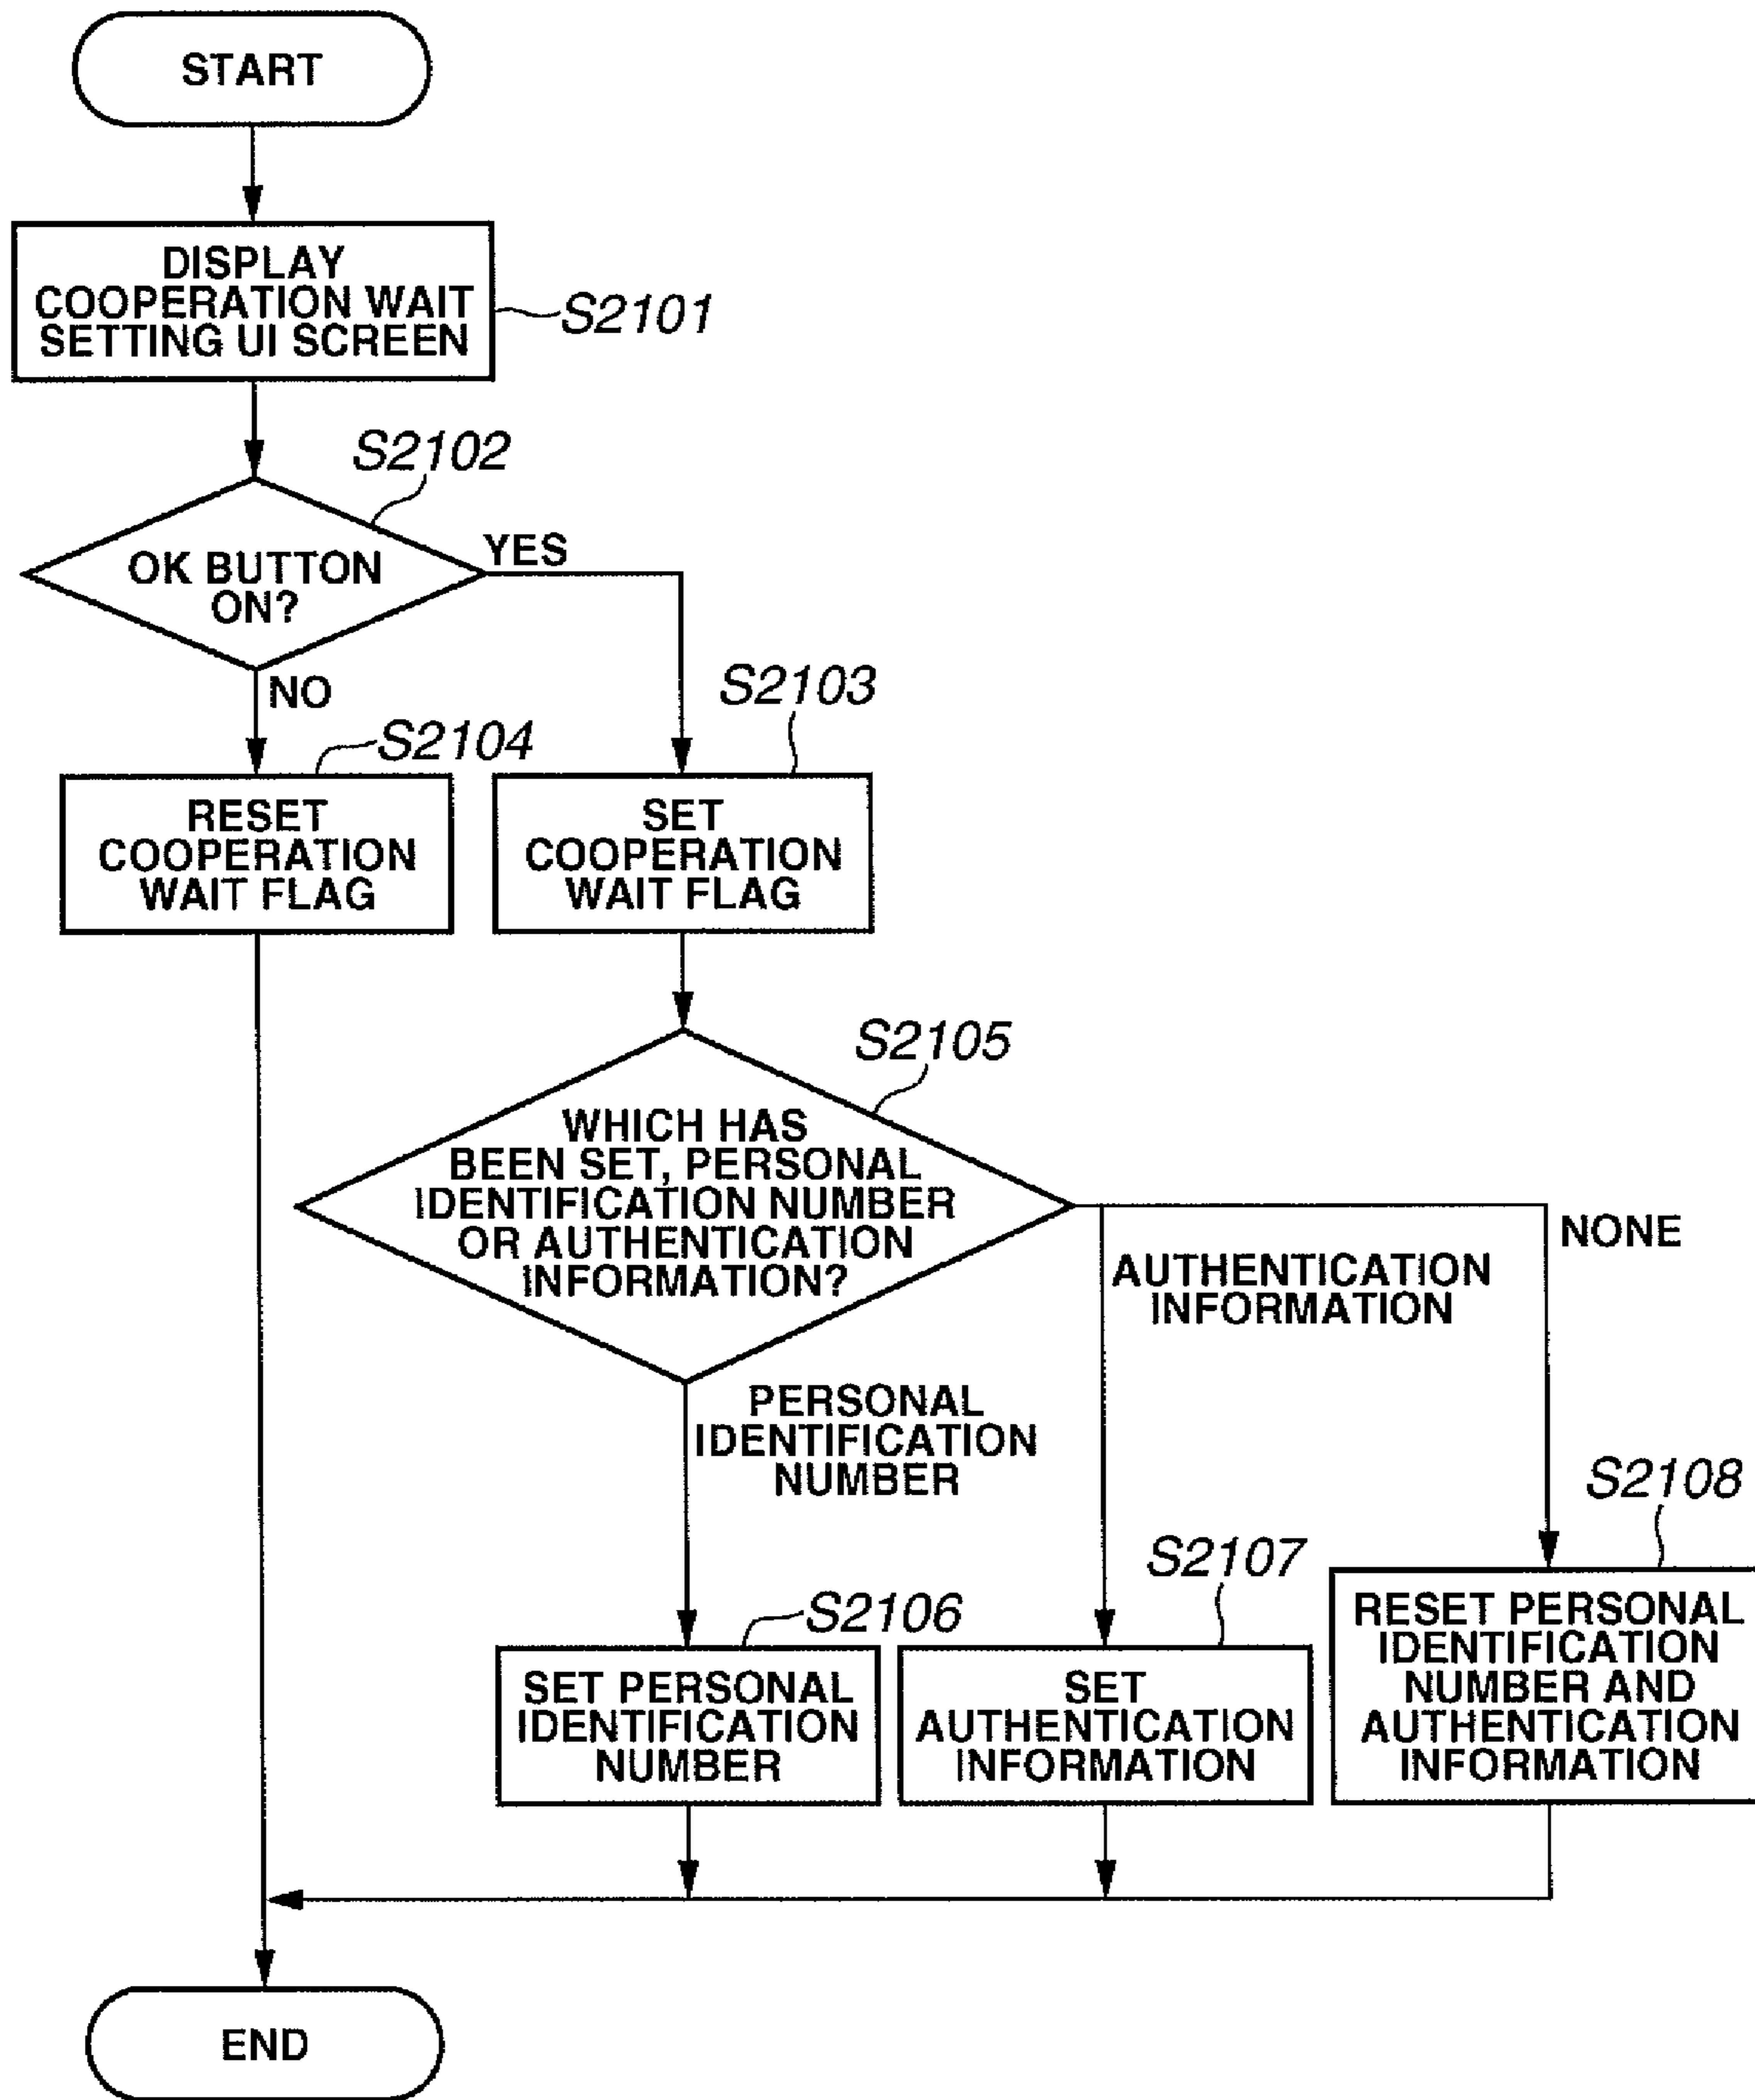 START
DISPLAY
COOPERATION WAIT
SETTING UI SCREEN
S2101
S2102
OK BUTTON
ON?
YES
NO
S2103
S2104
RESET
COOPERATION
WAIT FLAG
SET
COOPERATION
WAIT FLAG
S2105
WHICH HAS
BEEN SET, PERSONAL
IDENTIFICATION NUMBER
OR AUTHENTICATION
INFORMATION?
NONE
AUTHENTICATION
INFORMATION
PERSONAL
IDENTIFICATION
NUMBER
S2106
SET PERSONAL
IDENTIFICATION
NUMBER
S2107
SET
AUTHENTICATION
INFORMATION
S2108
RESET PERSONAL
IDENTIFICATION
NUMBER AND
AUTHENTICATION
INFORMATION
END